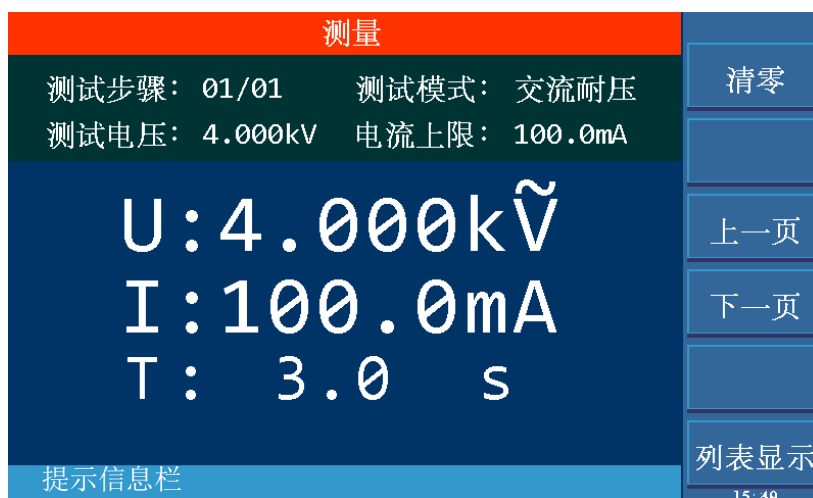 测量
测试步骤: 01/01 测试模式: 交流耐压
测试电压: 4.000kV 电流上限: 100.0mA
U:4.000kṼ
I:100.0mA
T: 3.0 s
提示信息栏
清零
上一页
下一页
列表显示
15:49